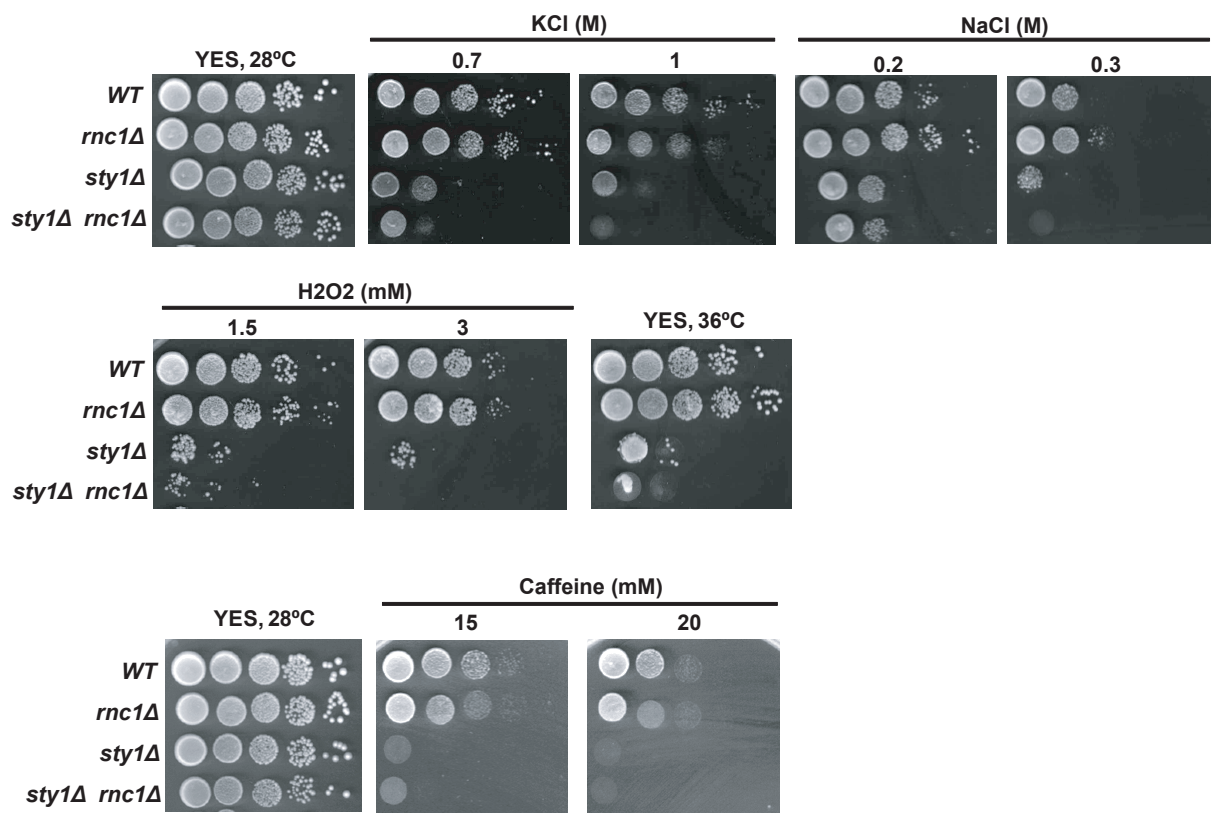 KCl (M)
NaCl (M)
YES, 28ºC
0.7
1
0.2
0.3
WT
rnc1Δ
sty1Δ
sty1Δ rnc1Δ
H2O2 (mM)
1.5
3
YES, 36ºC
WT
rnc1Δ
sty1Δ
sty1Δ rnc1Δ
Caffeine (mM)
YES, 28ºC
15
20
WT
rnc1Δ
sty1Δ
sty1Δ rnc1Δ